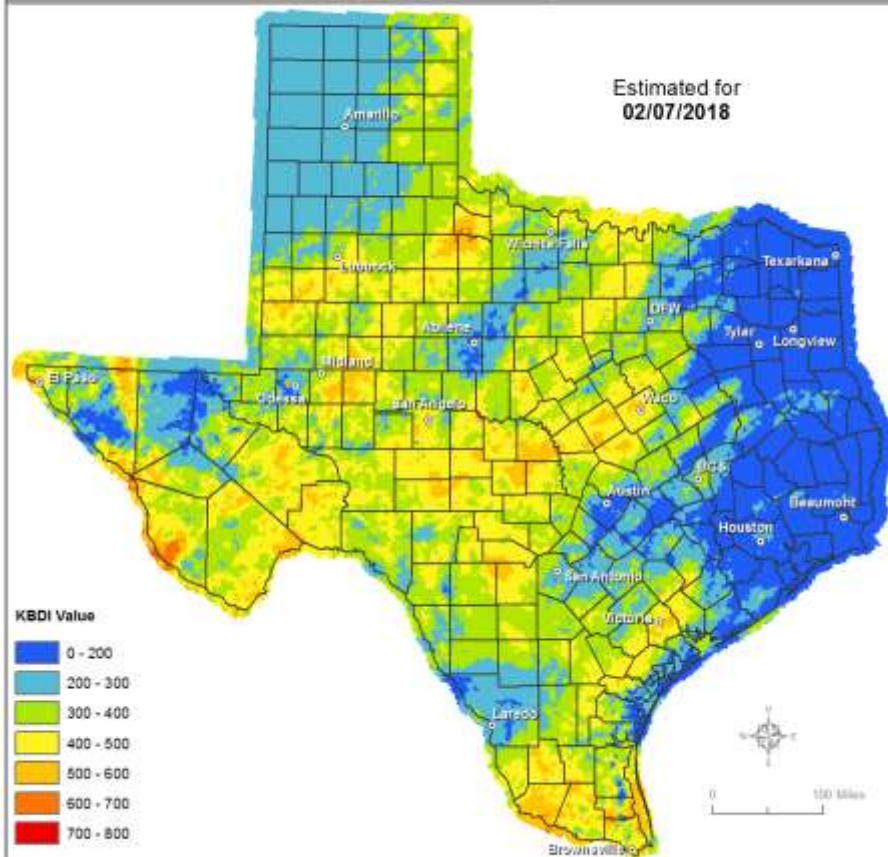 Estimated for
02/07/2018
Amarillo
Wichita Falls
Lubbock
Texarkana
DFW
Abilene
Tyler
Longview
Midland
El Paso
Odessa
San Angelo
Waco
BCS
Austin
Beaumont
Houston
San Antonio
Victoria
KBDI Value
0 - 200
200 - 300
300 - 400
400 - 500
500 - 600
600 - 700
700 - 800
Laredo
0
100 Miles
Brownsville